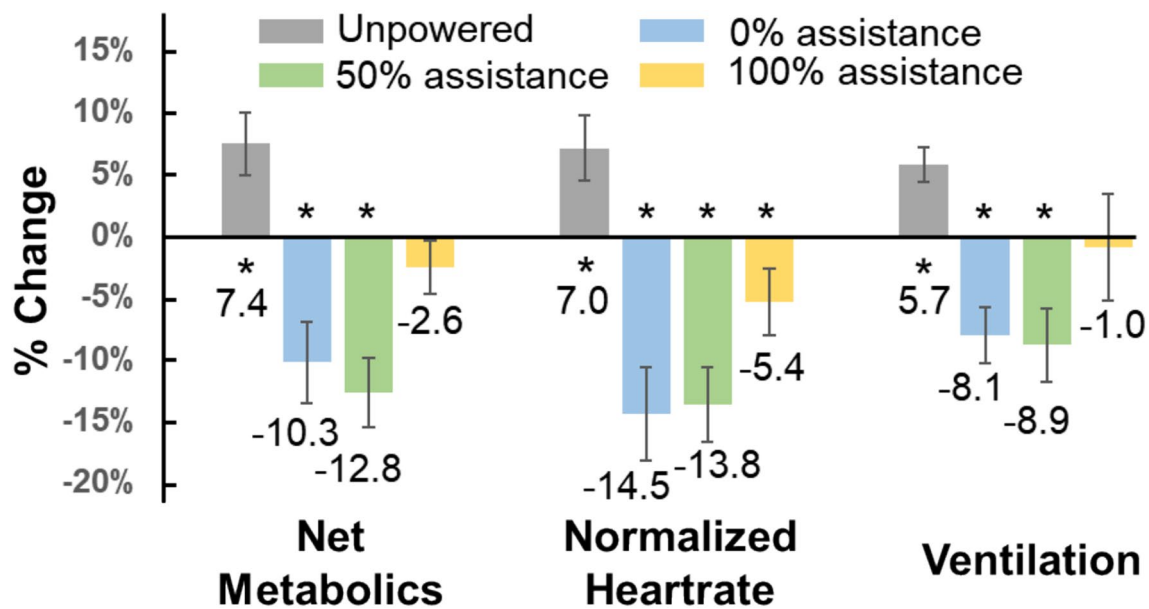 Unpowered
0% assistance
50% assistance
100% assistance
% Change
15%
10%
5%
0%
-5%
-10%
-15%
-20%
* * * * * * *
* * *
7.4 -2.6 7.0 5.7 -1.0
-5.4
-10.3 -8.1
-12.8 -13.8 -8.9
-14.5
Net
Metabolics
Normalized
Heartrate
Ventilation